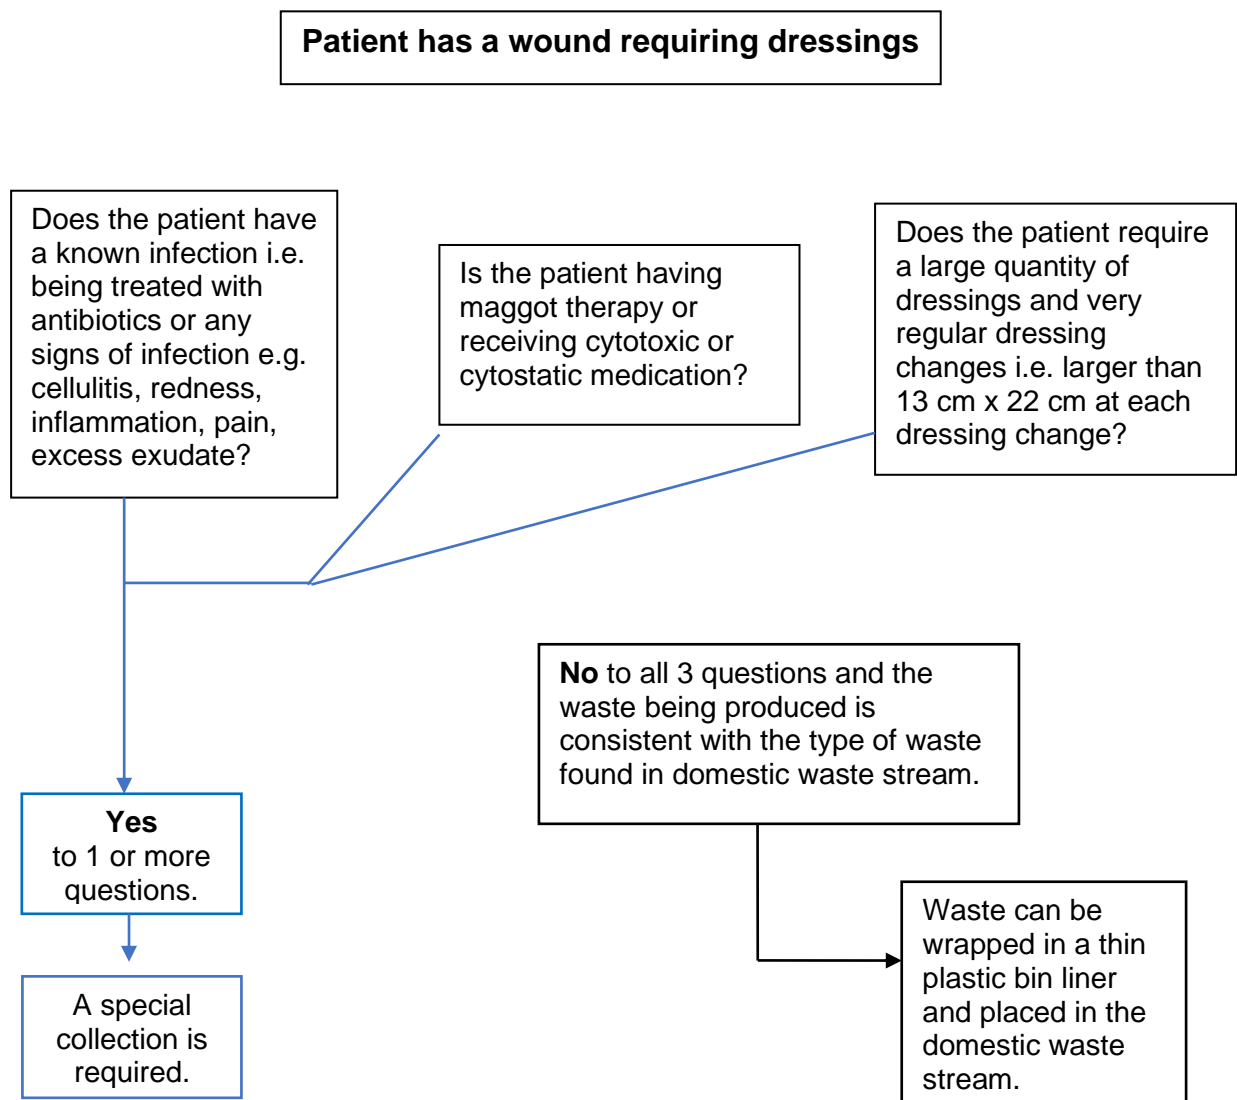 Patient has a wound requiring dressings
Does the patient have
a known infection i.e.
being treated with
antibiotics or any
signs of infection e.g.
cellulitis, redness,
inflammation, pain,
excess exudate?
Is the patient having
maggot therapy or
receiving cytotoxic or
cytostatic medication?
Does the patient require
a large quantity of
dressings and very
regular dressing
changes i.e. larger than
13 cm x 22 cm at each
dressing change?
No to all 3 questions and the
waste being produced is
consistent with the type of waste
found in domestic waste stream.
Yes
to 1 or more
questions.
A special
collection is
required.
Waste can be
wrapped in a thin
plastic bin liner
and placed in the
domestic waste
stream.